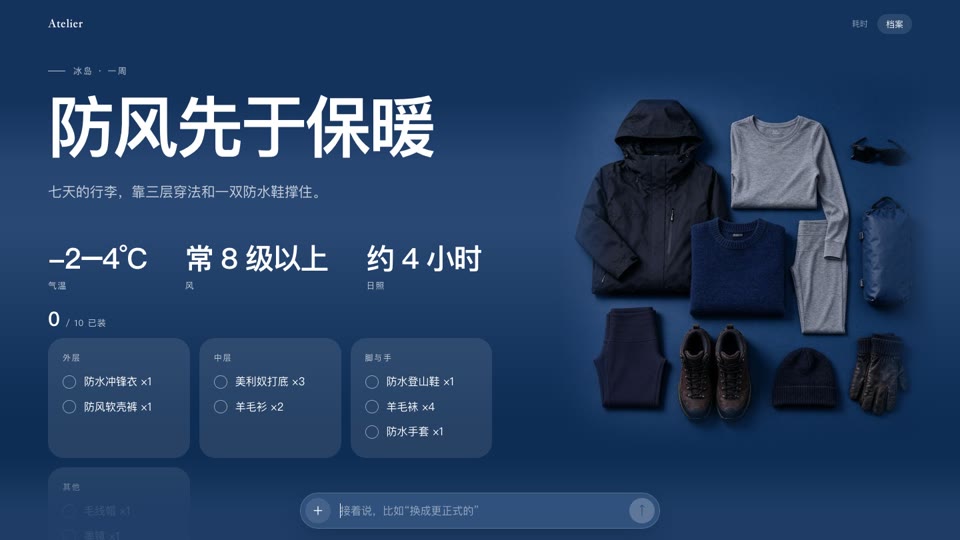 Atelier
耗时
档案
冰岛 · 一周
防风先于保暖
七天的行李，靠三层穿法和一双防水鞋撑住。
−2—4℃
气温
常 8 级以上
风
约 4 小时
日照
0 / 10 已装
外层
防水冲锋衣 ×1
防风软壳裤 ×1
中层
美利奴打底 ×3
羊毛衫 ×2
脚与手
防水登山鞋 ×1
羊毛袜 ×4
防水手套 ×1
其他
毛线帽 ×1
接着说，比如“换成更正式的”